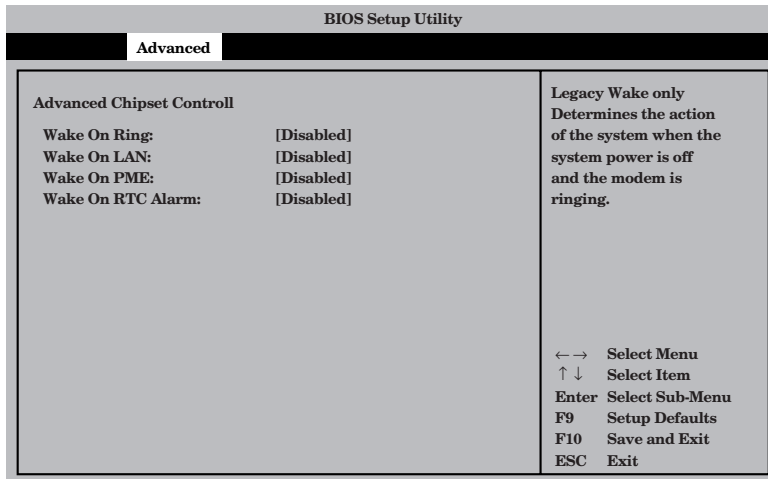 BIOS Setup Utility
Advanced
Advanced Chipset Controll
Wake On Ring: [Disabled]
Wake On LAN: [Disabled]
Wake On PME: [Disabled]
Wake On RTC Alarm: [Disabled]
Legacy Wake only
Determines the action
of the system when the
system power is off
and the modem is
ringing.
←→ Select Menu
↑↓ Select Item
Enter Select Sub-Menu
F9 Setup Defaults
F10 Save and Exit
ESC Exit